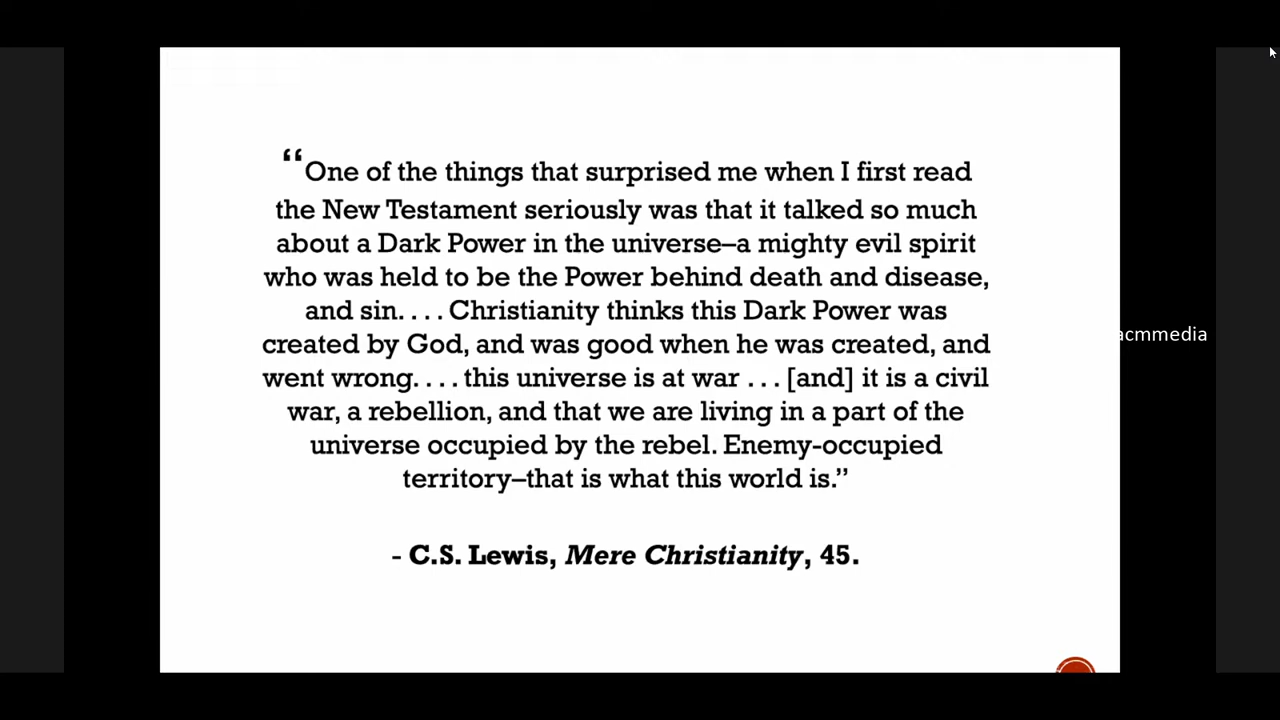 “One of the things that surprised me when I first read
the New Testament seriously was that it talked so much
about a Dark Power in the universe–a mighty evil spirit
who was held to be the Power behind death and disease,
and sin. . . . Christianity thinks this Dark Power was
created by God, and was good when he was created, and
went wrong. . . . this universe is at war . . . [and] it is a civil
war, a rebellion, and that we are living in a part of the
universe occupied by the rebel. Enemy-occupied
territory–that is what this world is.”
- C.S. Lewis, Mere Christianity, 45.
acmmedia